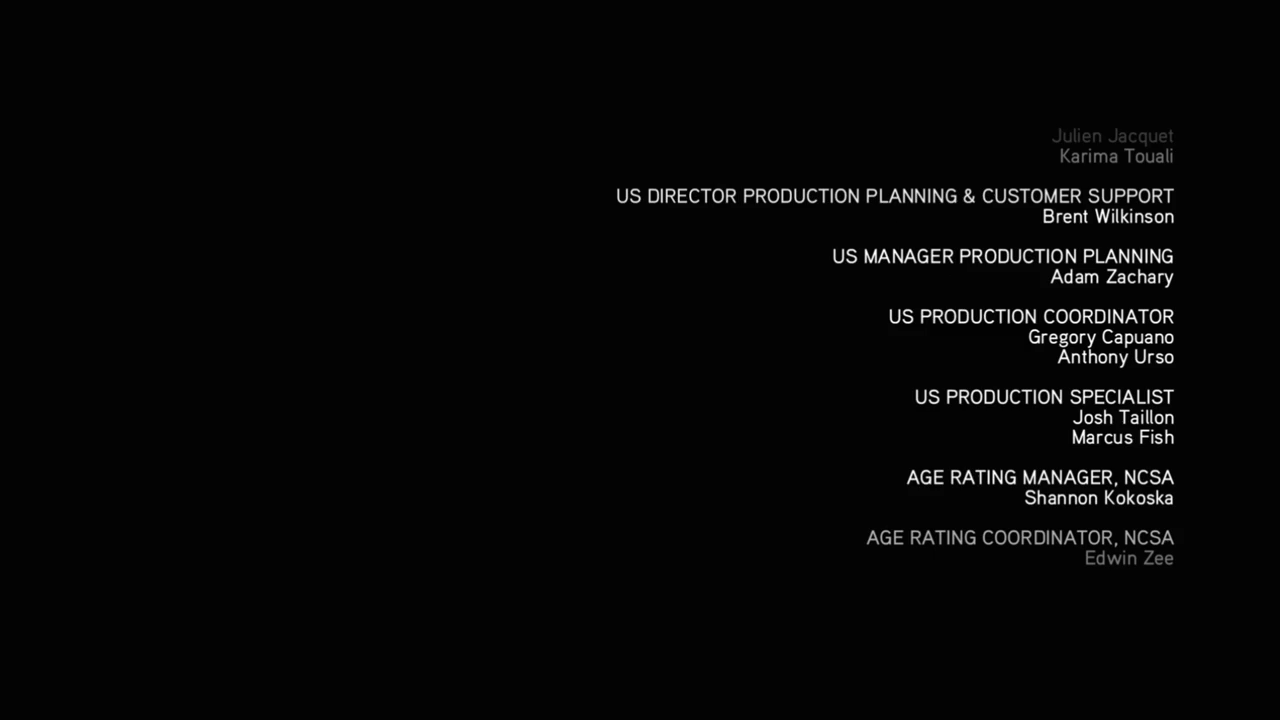 Julien Jacquet
Karima Touali
US DIRECTOR PRODUCTION PLANNING & CUSTOMER SUPPORT
Brent Wilkinson
US MANAGER PRODUCTION PLANNING
Adam Zachary
US PRODUCTION COORDINATOR
Gregory Capuano
Anthony Urso
US PRODUCTION SPECIALIST
Josh Taillon
Marcus Fish
AGE RATING MANAGER, NCSA
Shannon Kokoska
AGE RATING COORDINATOR, NCSA
Edwin Zee